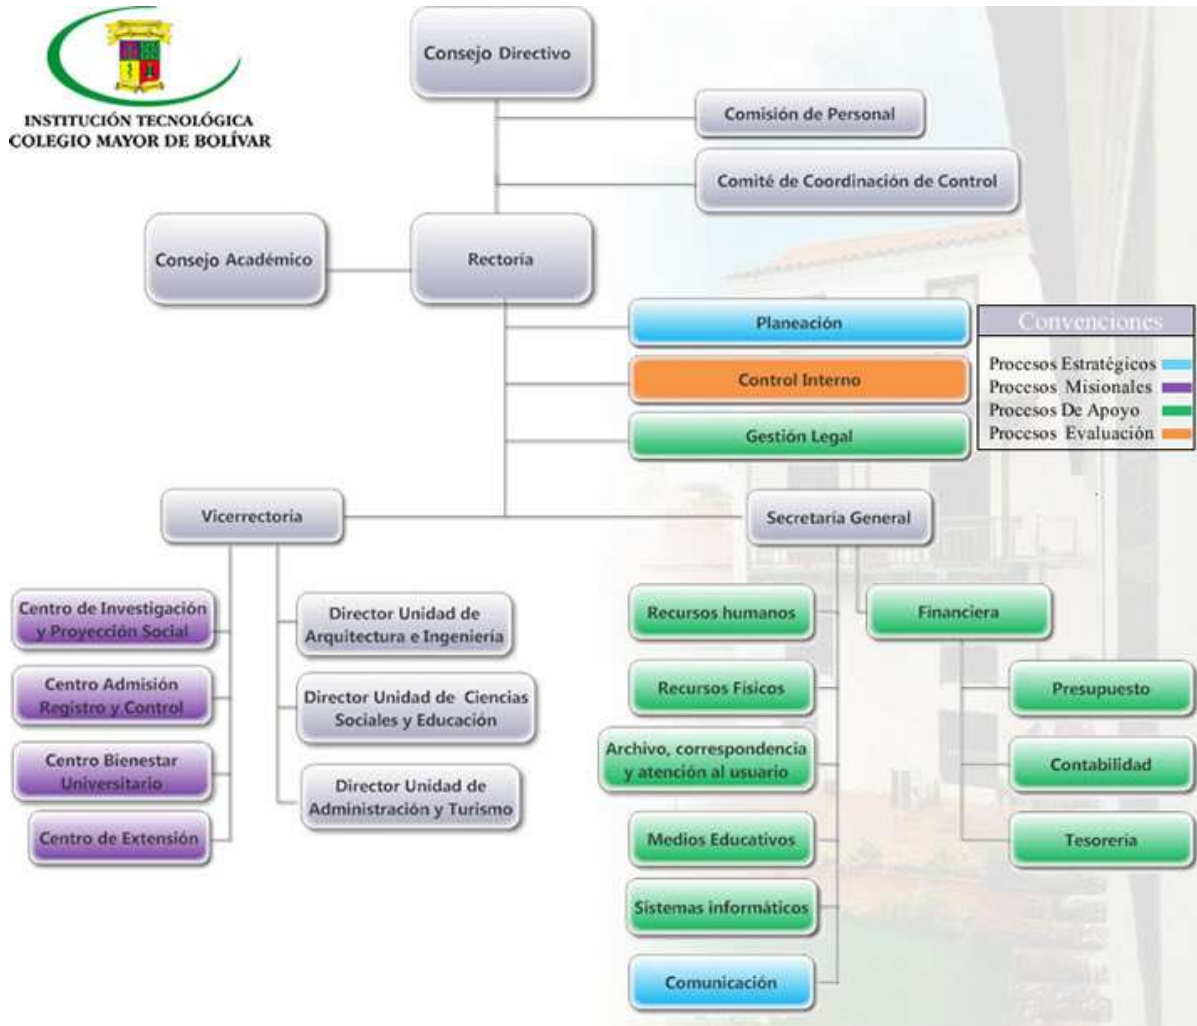 INSTITUCIÓN TECNOLÓGICA
COLEGIO MAYOR DE BOLÍVAR
Consejo Directivo
Comisión de Personal
Comité de Coordinación de Control
Consejo Académico
Rectoría
Planeación
Control Interno
Gestión Legal
Convenciones
Procesos Estratégicos
Procesos Misionales
Procesos De Apoyo
Procesos Evaluación
Vicerrectoria
Secretaría General
Centro de Investigación
y Proyección Social
Centro Admisión
Registro y Control
Centro Bienestar
Universitario
Centro de Extensión
Director Unidad de
Arquitectura e Ingeniería
Director Unidad de Ciencias
Sociales y Educación
Director Unidad de
Administración y Turismo
Recursos humanos
Recursos Físicos
Archivo, correspondencia
y atención al usuario
Medios Educativos
Sistemas informáticos
Comunicación
Financiera
Presupuesto
Contabilidad
Tesorería